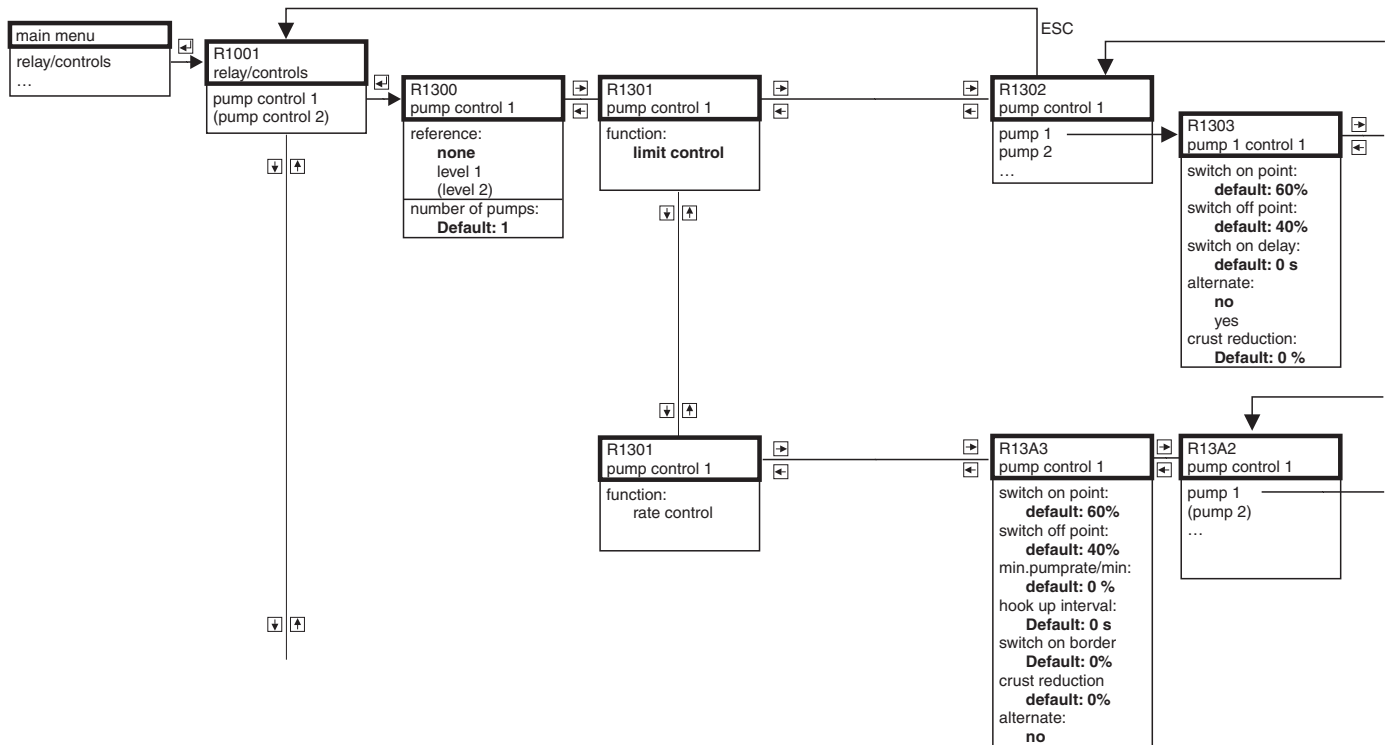 main menu
relay/controls
...
R1001
relay/controls
pump control 1
(pump control 2)
R1300
pump control 1
reference:
none
level 1
(level 2)
number of pumps:
Default: 1
R1301
pump control 1
function:
limit control
ESC
R1302
pump control 1
pump 1
pump 2
...
R1303
pump 1 control 1
switch on point:
default: 60%
switch off point:
default: 40%
switch on delay:
default: 0 s
alternate:
no
yes
crust reduction:
Default: 0 %
R1301
pump control 1
function:
rate control
R13A3
pump control 1
switch on point:
default: 60%
switch off point:
default: 40%
min.pumprate/min:
default: 0 %
hook up interval:
Default: 0 s
switch on border
Default: 0%
crust reduction
default: 0%
alternate:
no
R13A2
pump control 1
pump 1
(pump 2)
...